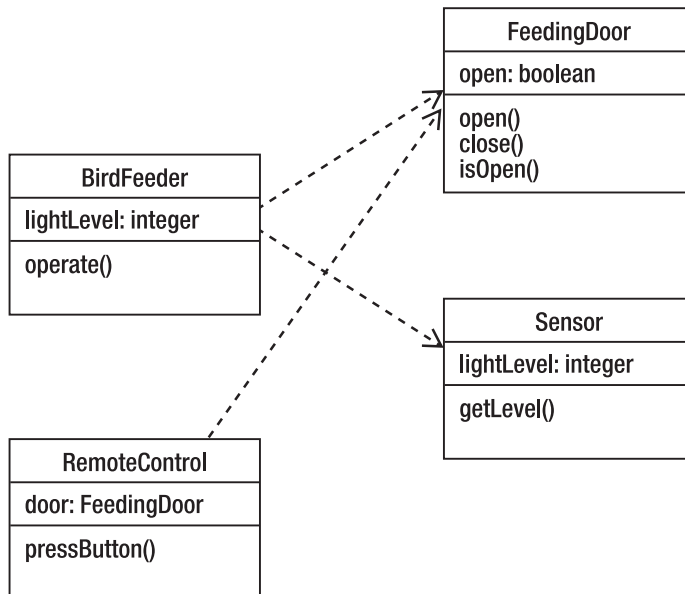 FeedingDoor
open: boolean
open()
close()
isOpen()
BirdFeeder
lightLevel: integer
operate()
Sensor
lightLevel: integer
getLevel()
RemoteControl
door: FeedingDoor
pressButton()